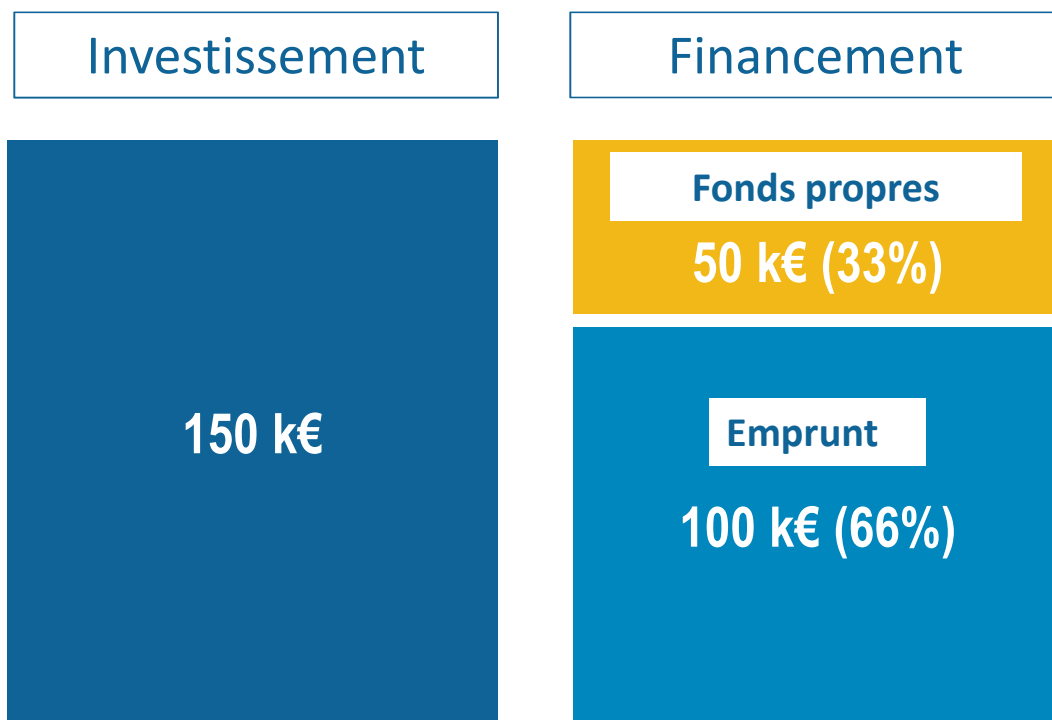 Investissement
Financement
Fonds propres
50 k€ (33%)
150 k€
Emprunt
100 k€ (66%)